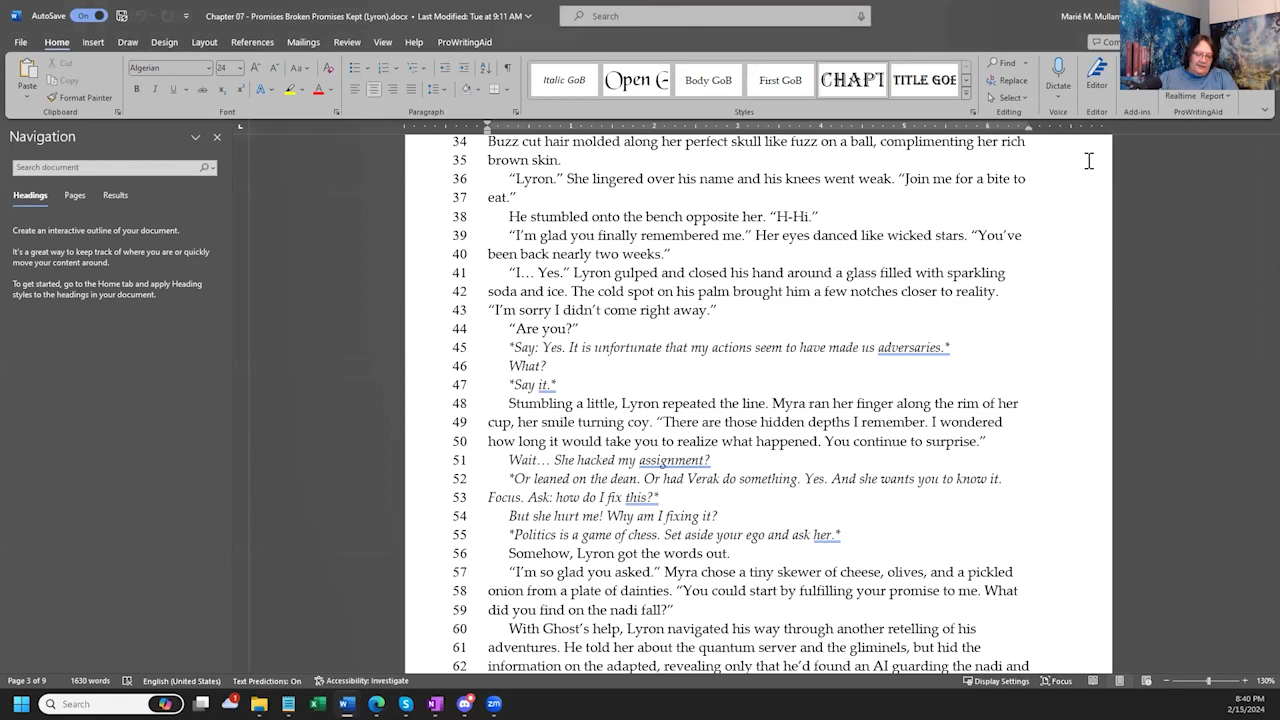 AutoSave On Chapter 07 - Promises Broken Promises Kept (Lyron).docx • Last Modified: Tue at 9:11 AM Search Marié M. Mullany
File Home Insert Draw Design Layout References Mailings Review View Help ProWritingAid
Paste Cut Copy Format Painter Clipboard
Algerian 24 Font
Paragraph
Italic GoB Body GoB First GoB CHAPT TITLE GOB Styles
Find Replace Select Editing
Dictate Voice
Editor Editor
Add-ins Add-ins
Realtime Report ProWritingAid
Navigation
Search document
Headings Pages Results
Create an interactive outline of your document.
It's a great way to keep track of where you are or quickly
move your content around.
To get started, go to the Home tab and apply Heading
styles to the headings in your document.
34 Buzz cut hair molded along her perfect skull like fuzz on a ball, complimenting her rich
35 brown skin.
36 “Lyron.” She lingered over his name and his knees went weak. “Join me for a bite to
37 eat.”
38 He stumbled onto the bench opposite her. “H-Hi.”
39 “I’m glad you finally remembered me.” Her eyes danced like wicked stars. “You’ve
40 been back nearly two weeks.”
41 “I… Yes.” Lyron gulped and closed his hand around a glass filled with sparkling
42 soda and ice. The cold spot on his palm brought him a few notches closer to reality.
43 “I’m sorry I didn’t come right away.”
44 “Are you?”
45 *Say: Yes. It is unfortunate that my actions seem to have made us adversaries.*
46 What?
47 *Say it.*
48 Stumbling a little, Lyron repeated the line. Myra ran her finger along the rim of her
49 cup, her smile turning coy. “There are those hidden depths I remember. I wondered
50 how long it would take you to realize what happened. You continue to surprise.”
51 Wait… She hacked my assignment?
52 *Or leaned on the dean. Or had Verak do something. Yes. And she wants you to know it.
53 Focus. Ask: how do I fix this?*
54 But she hurt me! Why am I fixing it?
55 *Politics is a game of chess. Set aside your ego and ask her.*
56 Somehow, Lyron got the words out.
57 “I’m so glad you asked.” Myra chose a tiny skewer of cheese, olives, and a pickled
58 onion from a plate of dainties. “You could start by fulfilling your promise to me. What
59 did you find on the nadi fall?”
60 With Ghost’s help, Lyron navigated his way through another retelling of his
61 adventures. He told her about the quantum server and the gliminels, but hid the
62 information on the adapted, revealing only that he’d found an AI guarding the nadi and
Page 3 of 9 1630 words English (United States) Text Predictions: On Accessibility: Investigate Display Settings Focus 130%
Search 8:40 PM
2/15/2024